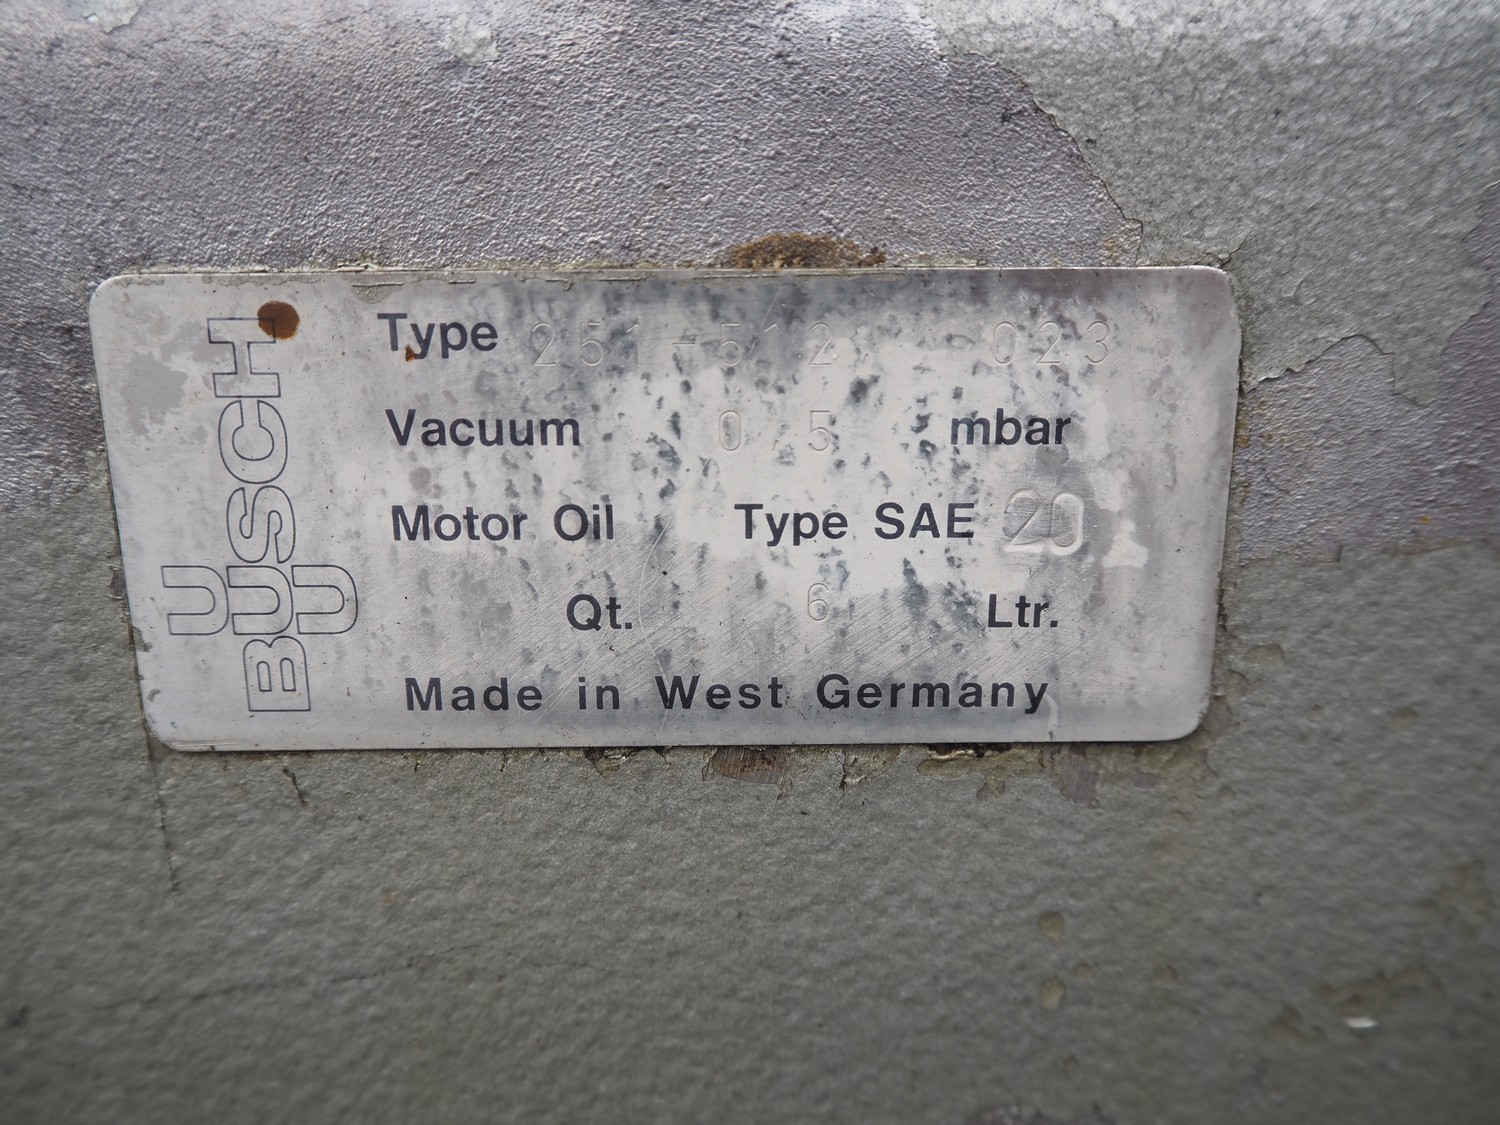 U BUSCH U
Type 251-512 023
Vacuum 0,5 mbar
Motor Oil Type SAE 20
Qt. 6 Ltr.
Made in West Germany